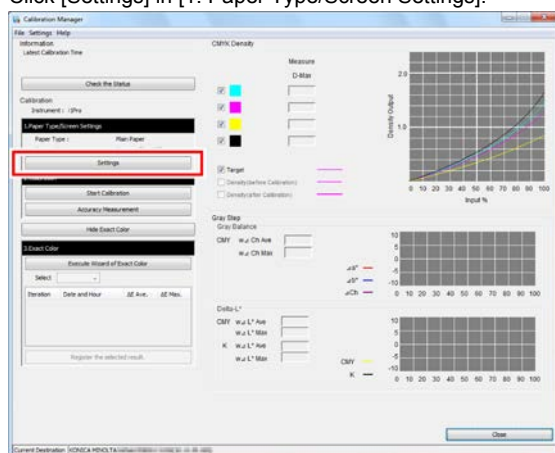 Click [Settings] in [1. Paper Type/Screen Settings].
Calibration Manager
File Settings Help
Information
Latest Calibration Time
Check the Status
Calibration
Instrument : i1Pro
1.Paper Type/Screen Settings
Paper Type : Plain Paper
Settings
Start Calibration
Accuracy Measurement
Hide Exact Color
3.Exact Color
Execute Wizard of Exact Color
Select
Iteration Date and Hour ΔE Ave. ΔE Max.
Register the selected result.
CMYK Density
Measure
D-Max
Target
Density(before Calibration)
Density(after Calibration)
Density Output
2.0
1.0
0 10 20 30 40 50 60 70 80 90 100
Input %
Gray Step
Gray Balance
CMY w⊿Ch Ave
w⊿Ch Max
⊿a*
⊿b*
⊿Ch
10
5
0
-5
-10
0 10 20 30 40 50 60 70 80 90 100
Delta-L*
CMY w⊿L* Ave
w⊿L* Max
K w⊿L* Ave
w⊿L* Max
CMY
K
10
5
0
-5
-10
0 10 20 30 40 50 60 70 80 90 100
Close
Current Destination KONICA MINOLTA